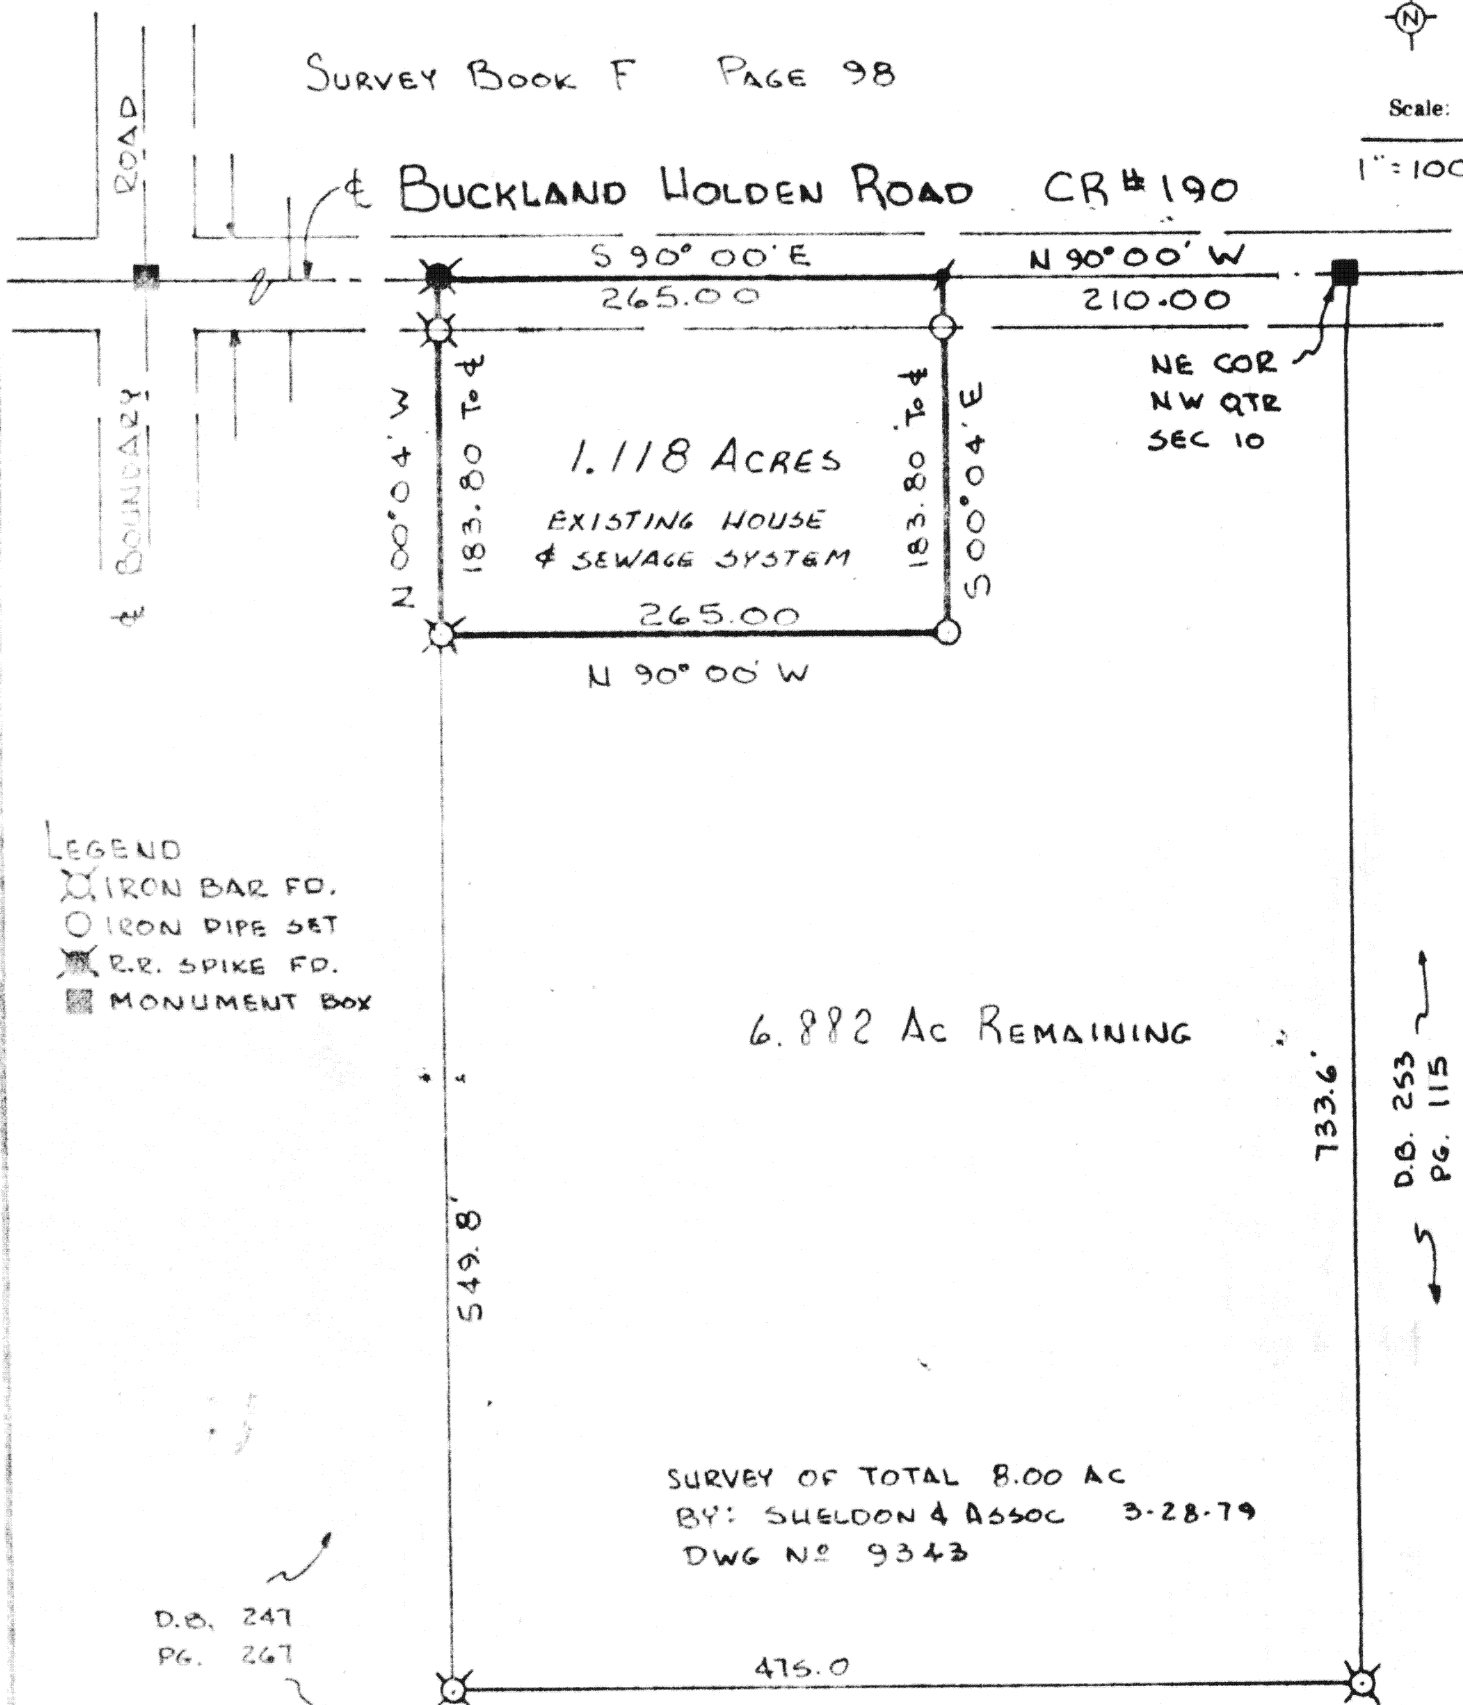 N
SURVEY BOOK F PAGE 98
Scale:
1" = 100
ROAD
℄ BUCKLAND HOLDEN ROAD CR # 190
S 90° 00' E
N 90° 00' W
265.00
210.00
NE COR
NW QTR
SEC 10
N 00° 04' W
183.80 To ℄
183.80 To ℄
S 00° 04' E
1.118 ACRES
EXISTING HOUSE
& SEWAGE SYSTEM
265.00
N 90° 00' W
℄ BOUNDARY
LEGEND
IRON BAR FD.
IRON PIPE SET
R.R. SPIKE FD.
MONUMENT BOX
6.882 AC REMAINING
733.6'
D.B. 253
PG. 115
549.8'
SURVEY OF TOTAL 8.00 AC
BY: SHELDON & ASSOC 3-28-79
DWG Nº 9343
D.B. 247
PG. 267
475.0